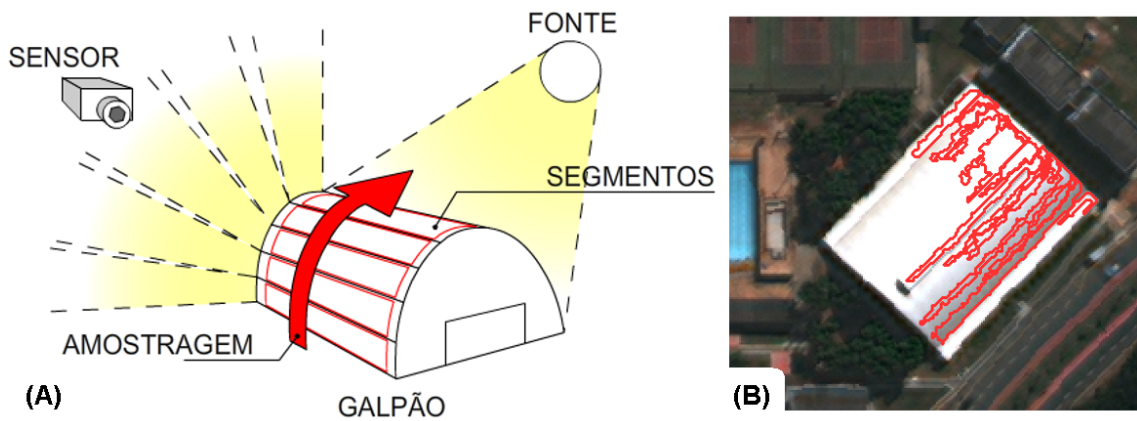 FONTE
SENSOR
SEGMENTOS
AMOSTRAGEM
(A)
GALPÃO
(B)